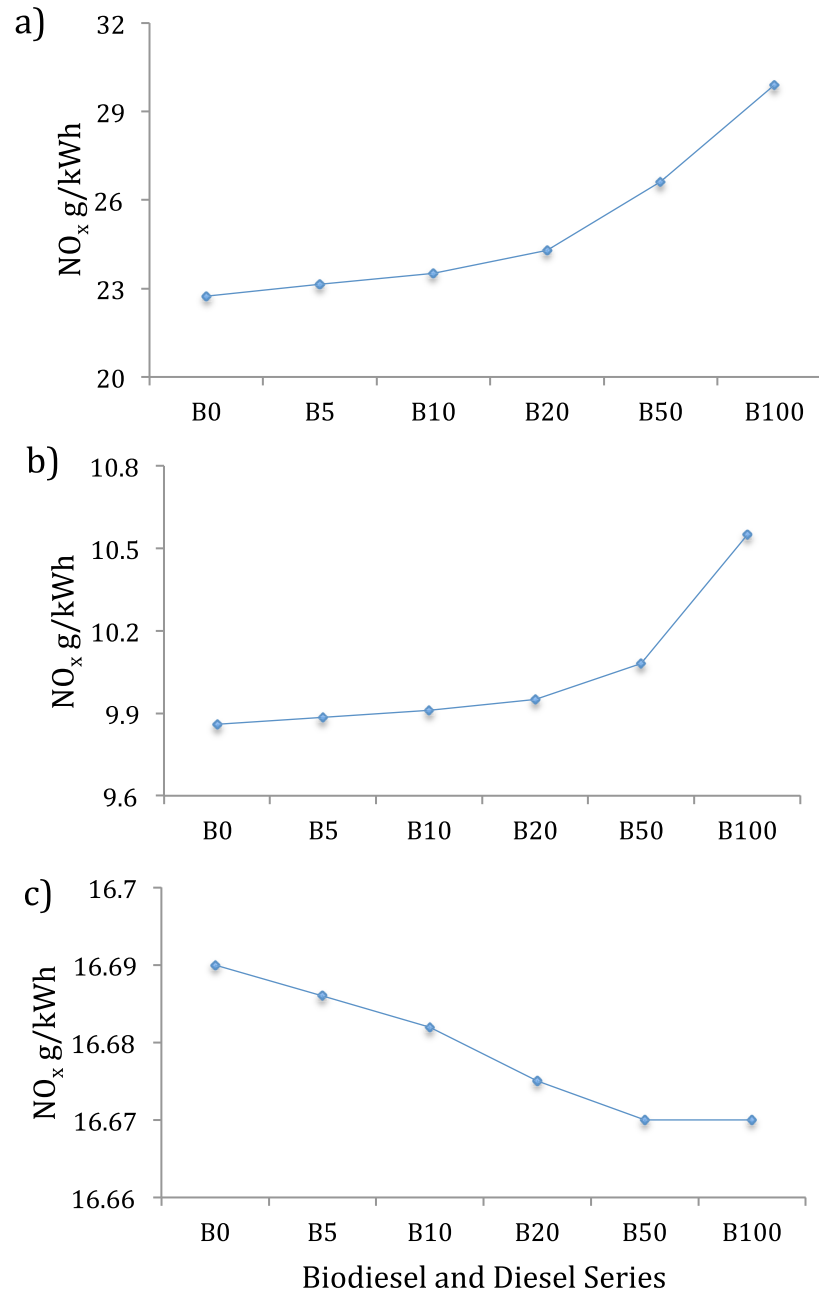 a)
NOx g/kWh
32
29
26
23
20
B0 B5 B10 B20 B50 B100
b)
NOx g/kWh
10.8
10.5
10.2
9.9
9.6
B0 B5 B10 B20 B50 B100
c)
NOx g/kWh
16.7
16.69
16.68
16.67
16.66
B0 B5 B10 B20 B50 B100
Biodiesel and Diesel Series